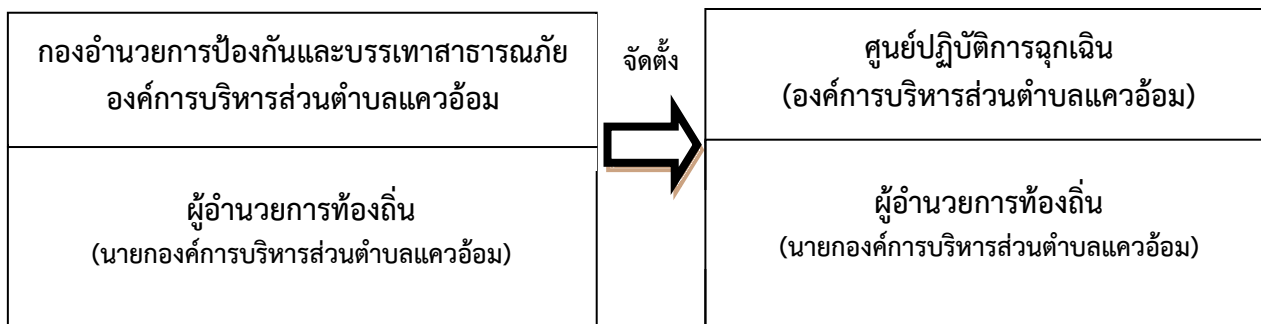 กองอำนวยการป้องกันและบรรเทาสาธารณภัย
องค์การบริหารส่วนตำบลแควอ้อม
ผู้อำนวยการท้องถิ่น
(นายกองค์การบริหารส่วนตำบลแควอ้อม)
จัดตั้ง
ศูนย์ปฏิบัติการฉุกเฉิน
(องค์การบริหารส่วนตำบลแควอ้อม)
ผู้อำนวยการท้องถิ่น
(นายกองค์การบริหารส่วนตำบลแควอ้อม)